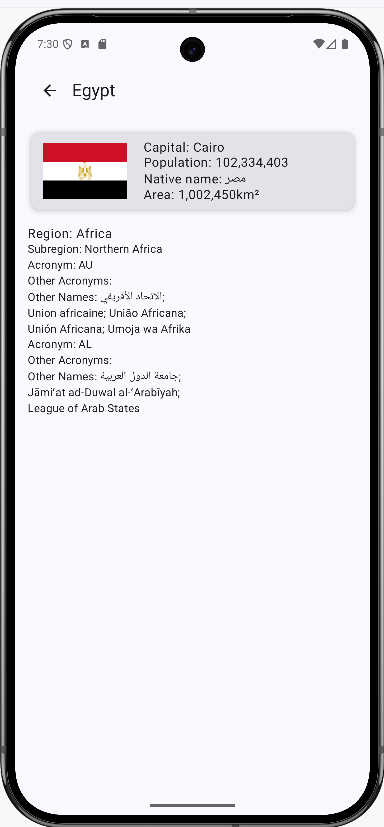 7:30
Egypt
Capital: Cairo
Population: 102,334,403
Native name: مصر
Area: 1,002,450km²
Region: Africa
Subregion: Northern Africa
Acronym: AU
Other Acronyms:
Other Names: الاتحاد الأفريقي;
Union africaine; União Africana;
Unión Africana; Umoja wa Afrika
Acronym: AL
Other Acronyms:
Other Names: جامعة الدول العربية;
Jāmiʻat ad-Duwal al-ʻArabīyah;
League of Arab States